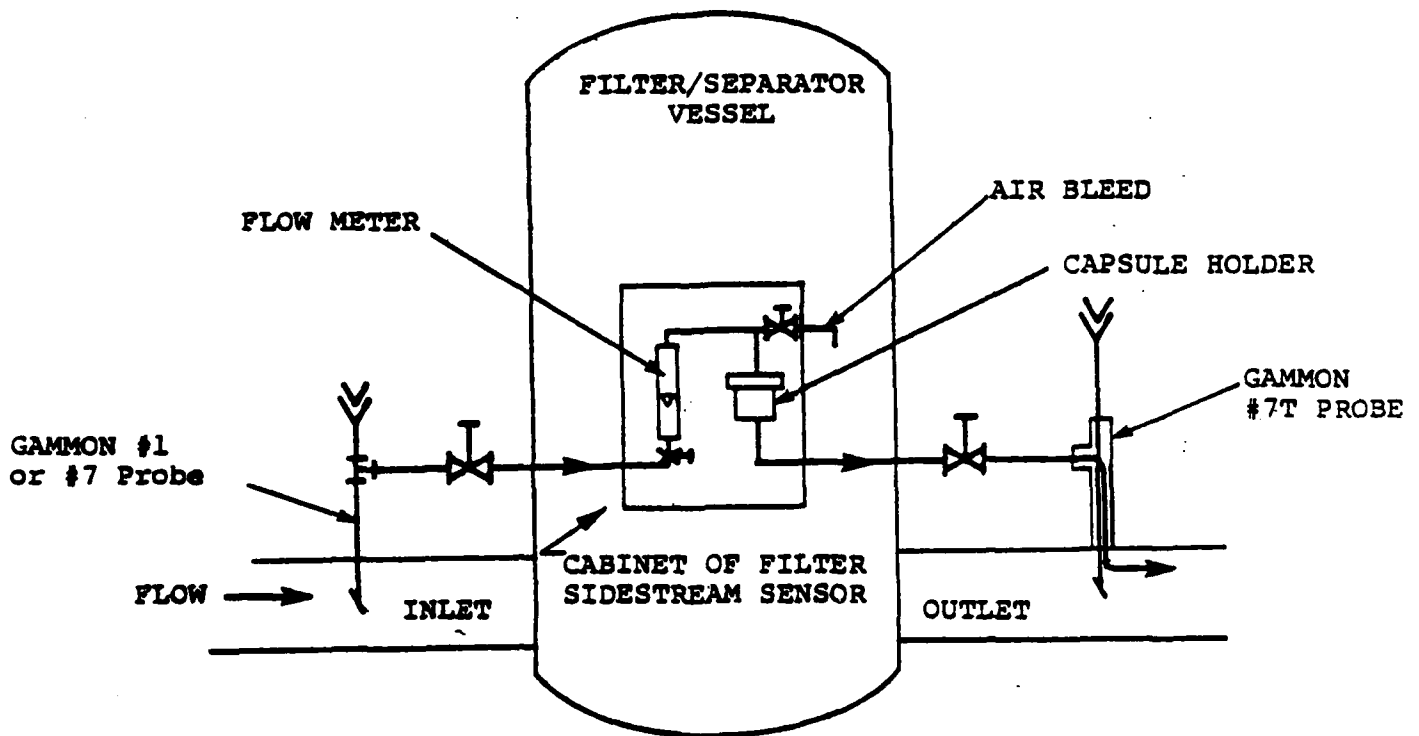 FILTER/SEPARATOR
VESSEL
AIR BLEED
FLOW METER
CAPSULE HOLDER
GAMMON
#7T PROBE
GAMMON #1
or #7 Probe
CABINET OF FILTER
SIDESTREAM SENSOR
FLOW
INLET
OUTLET